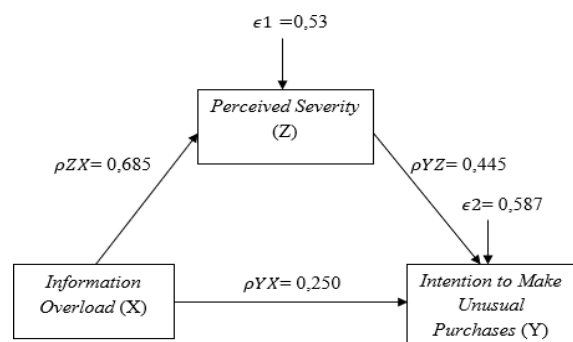 ϵ1 =0,53
Perceived Severity
(Z)
ρZX= 0,685
ρYZ= 0,445
ϵ2= 0,587
Information
Overload (X)
ρYX= 0,250
Intention to Make
Unusual
Purchases (Y)